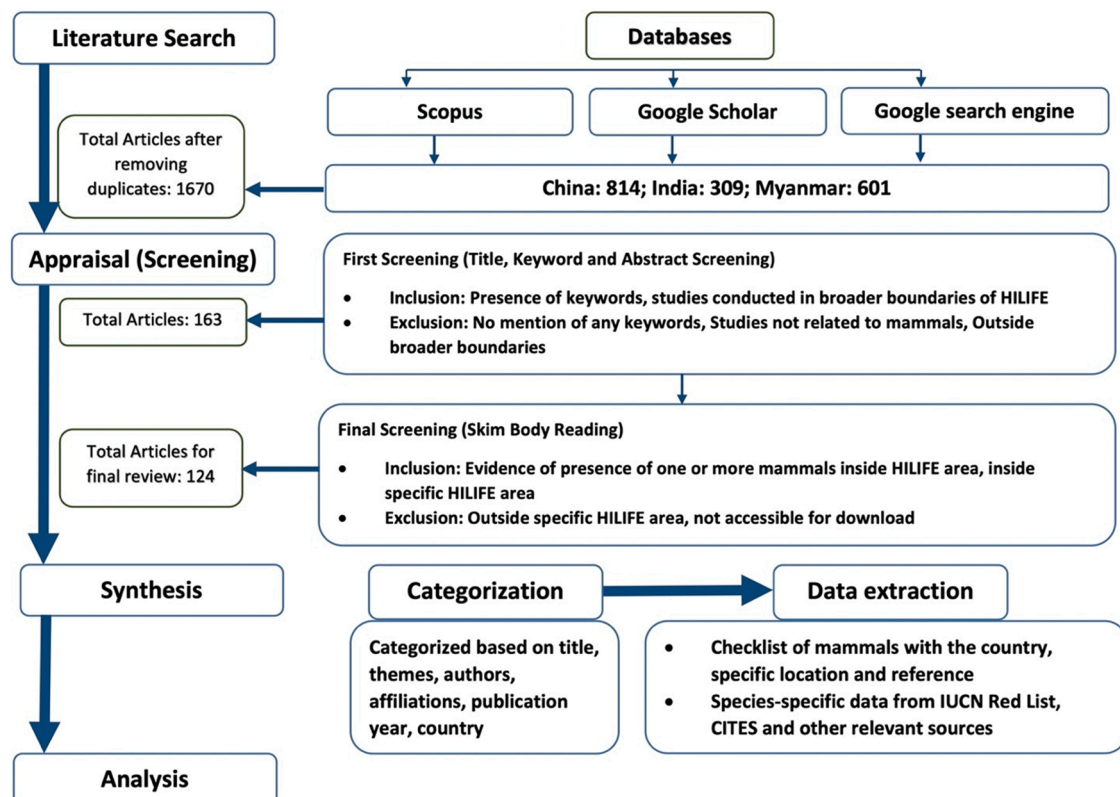 Literature Search
Databases
Scopus
Google Scholar
Google search engine
Total Articles after
removing
duplicates: 1670
China: 814; India: 309; Myanmar: 601
Appraisal (Screening)
First Screening (Title, Keyword and Abstract Screening)
• Inclusion: Presence of keywords, studies conducted in broader boundaries of HILIFE
• Exclusion: No mention of any keywords, Studies not related to mammals, Outside
broader boundaries
Total Articles: 163
Final Screening (Skim Body Reading)
• Inclusion: Evidence of presence of one or more mammals inside HILIFE area, inside
specific HILIFE area
• Exclusion: Outside specific HILIFE area, not accessible for download
Total Articles for
final review: 124
Synthesis
Categorization
Data extraction
Categorized based on title,
themes, authors,
affiliations, publication
year, country
• Checklist of mammals with the country,
specific location and reference
• Species-specific data from IUCN Red List,
CITES and other relevant sources
Analysis